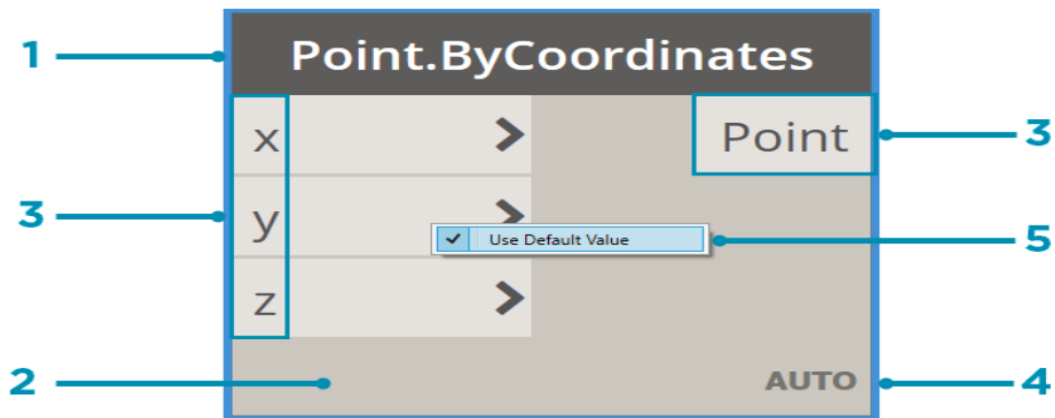 1 Point.ByCoordinates
x > Point 3
3 y >
✓ Use Default Value 5
z >
2 AUTO 4